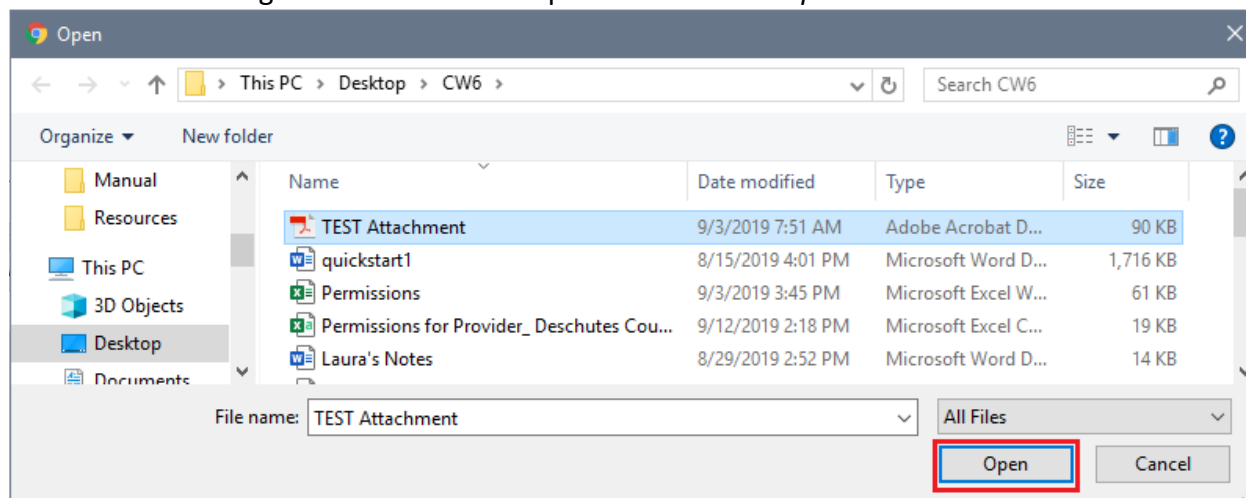 Open
This PC > Desktop > CW6 >
Search CW6
Organize
New folder
Manual
Resources
This PC
3D Objects
Desktop
Documents
Name Date modified Type Size
TEST Attachment 9/3/2019 7:51 AM Adobe Acrobat D... 90 KB
quickstart1 8/15/2019 4:01 PM Microsoft Word D... 1,716 KB
Permissions 9/3/2019 3:45 PM Microsoft Excel W... 61 KB
Permissions for Provider_ Deschutes Cou... 9/12/2019 2:18 PM Microsoft Excel C... 19 KB
Laura's Notes 8/29/2019 2:52 PM Microsoft Word D... 14 KB
File name: TEST Attachment
All Files
Open Cancel